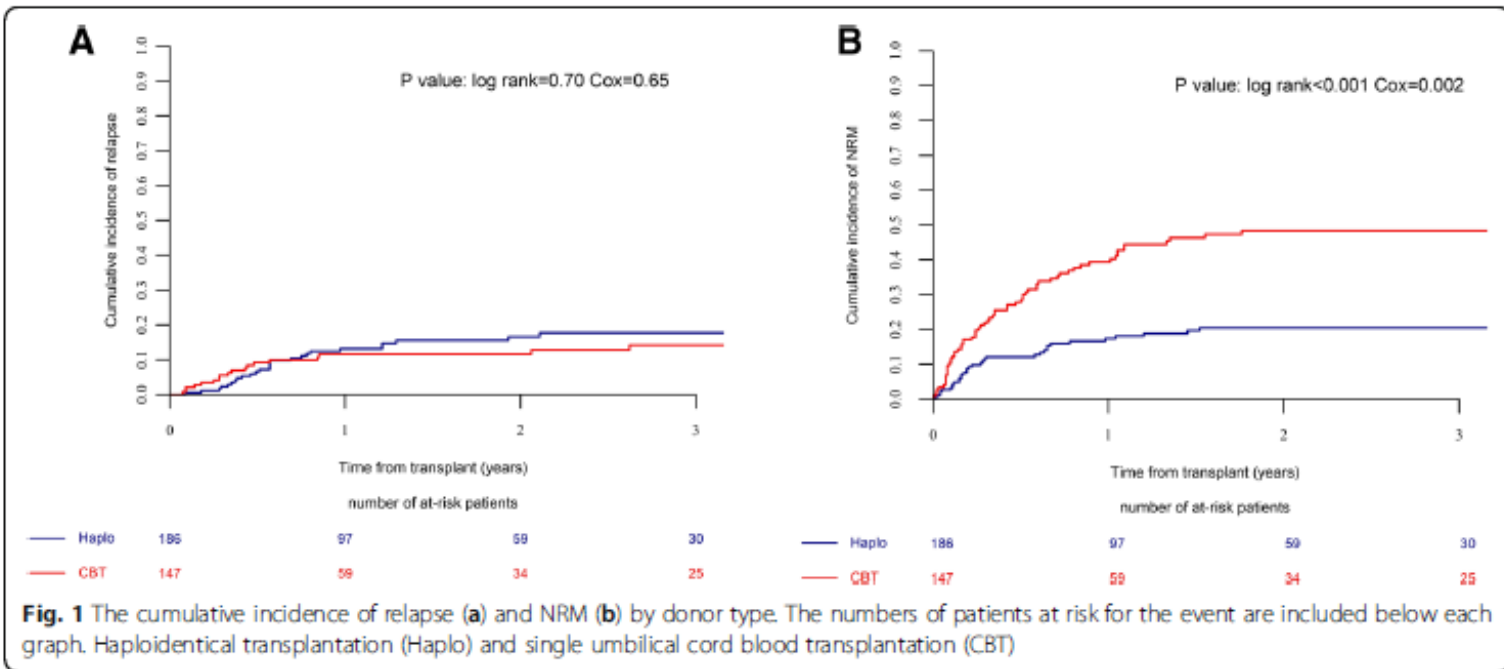 A
P value: log rank=0.70 Cox=0.65
Cumulative incidence of relapse
1.0
0.9
0.8
0.7
0.6
0.5
0.4
0.3
0.2
0.1
0.0
0 1 2 3
Time from transplant (years)
number of at-risk patients
Haplo 186 97 59 30
CBT 147 59 34 25
B
P value: log rank<0.001 Cox=0.002
Cumulative incidence of NRM
1.0
0.9
0.8
0.7
0.6
0.5
0.4
0.3
0.2
0.1
0.0
0 1 2 3
Time from transplant (years)
number of at-risk patients
Haplo 186 97 59 30
CBT 147 59 34 25
Fig. 1 The cumulative incidence of relapse (a) and NRM (b) by donor type. The numbers of patients at risk for the event are included below each
graph. Haploidentical transplantation (Haplo) and single umbilical cord blood transplantation (CBT)